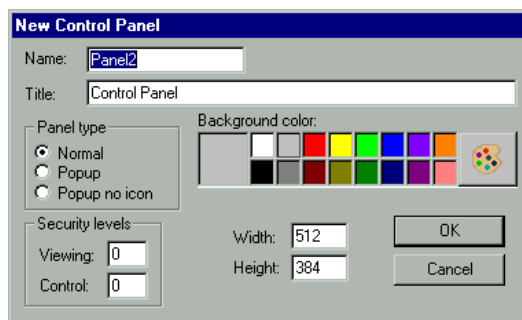 New Control Panel
Name: Panel2
Title: Control Panel
Panel type
Normal
Popup
Popup no icon
Background color:
Security levels
Viewing: 0
Control: 0
Width: 512
Height: 384
OK
Cancel